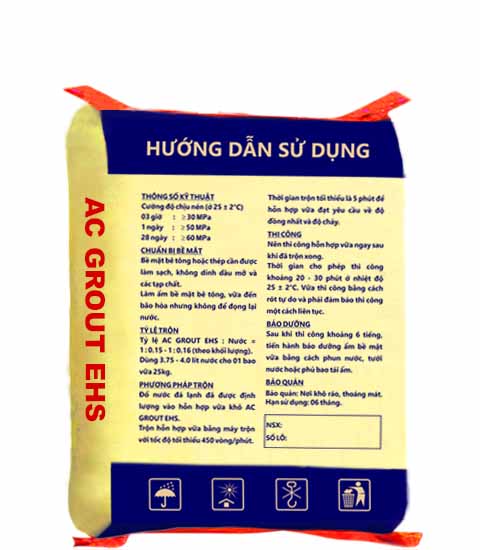 HƯỚNG DẪN SỬ DỤNG
AC GROUT EHS
THÔNG SỐ KỸ THUẬT
Cường độ chịu nén (ở 25 ± 2°C)
03 giờ : ≥ 30 MPa
1 ngày : ≥ 50 MPa
28 ngày : ≥ 60 MPa
CHUẨN BỊ BỀ MẶT
Bề mặt bê tông hoặc thép cần được
làm sạch, không dính dầu mỡ và
các tạp chất.
Làm ẩm bề mặt bê tông, vữa đến
bão hòa nhưng không để đọng lại
nước.
TỶ LỆ TRỘN
Tỷ lệ AC GROUT EHS : Nước =
1 : 0.15 - 1 : 0.16 (theo khối lượng).
Dùng 3.75 - 4.0 lít nước cho 01 bao
vữa 25kg.
PHƯƠNG PHÁP TRỘN
Đổ nước đá lạnh đã được định
lượng vào hỗn hợp vữa khô AC
GROUT EHS.
Trộn hỗn hợp vữa bằng máy trộn
với tốc độ tối thiểu 450 vòng/phút.
Thời gian trộn tối thiểu là 5 phút để
hỗn hợp vữa đạt yêu cầu về độ
đồng nhất và độ chảy.
THI CÔNG
Nên thi công hỗn hợp vữa ngay sau
khi đã trộn xong.
Thời gian cho phép thi công
khoảng 20 - 30 phút ở nhiệt độ
25 ± 2°C. Vữa thi công bằng cách
rót tự do và phải đảm bảo thi công
một cách liên tục.
BẢO DƯỠNG
Sau khi thi công khoảng 6 tiếng,
tiến hành bảo dưỡng ẩm bề mặt
vữa bằng cách phun nước, tưới
nước hoặc phủ bao tải ẩm.
BẢO QUẢN
Bảo quản: Nơi khô ráo, thoáng mát.
Hạn sử dụng: 06 tháng.
NSX:
SỐ LÔ: